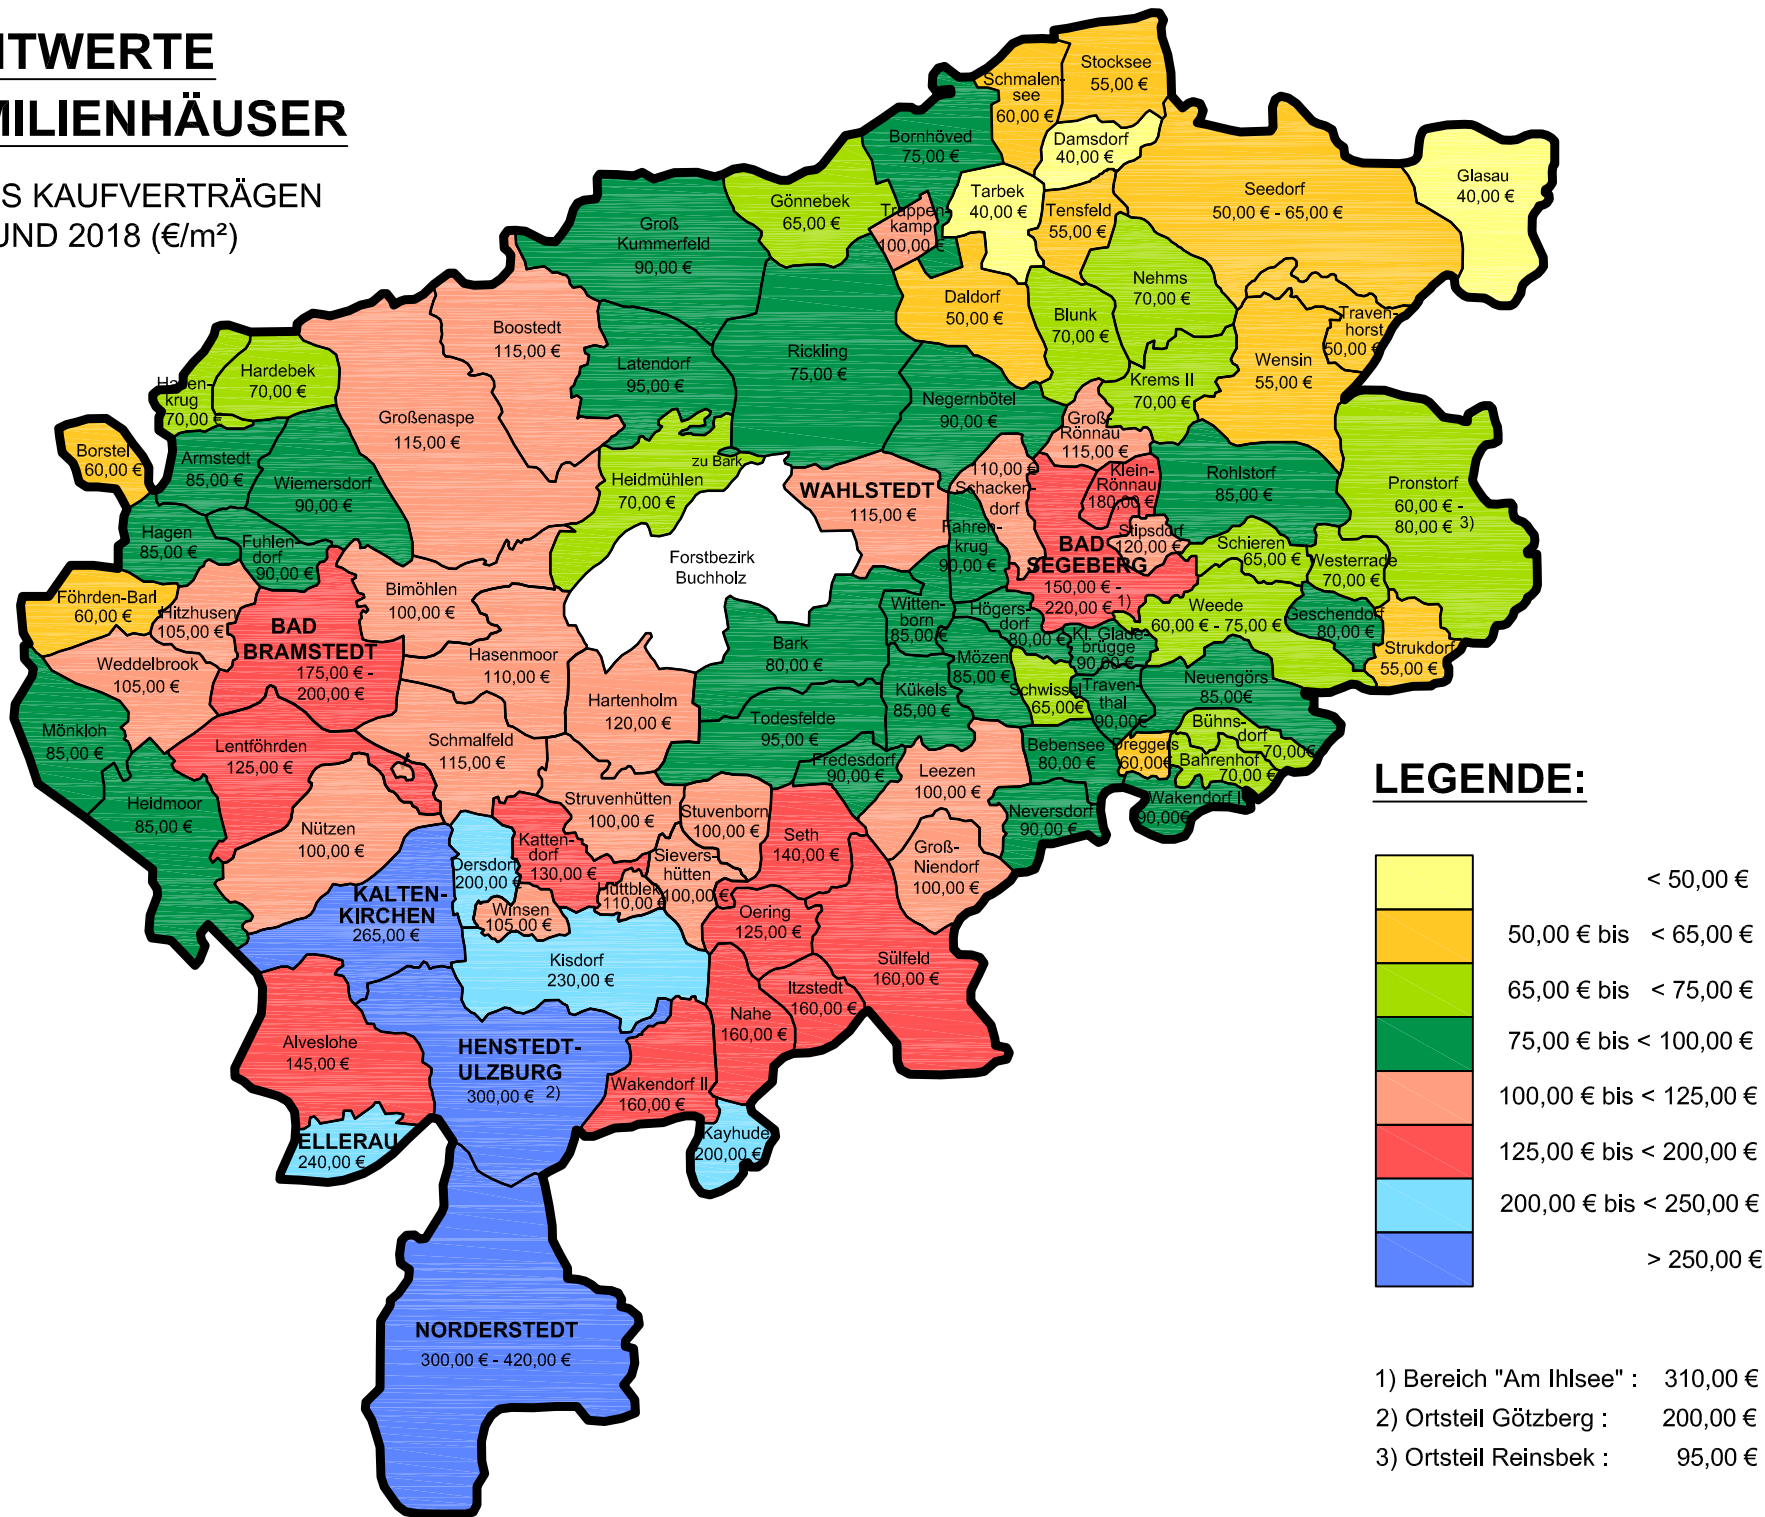 ITWERTE
MILIENHÄUSER
S KAUFVERTRÄGEN
UND 2018 (€/m²)
Stocksee
55,00 €
Schmalen-
see
60,00 €
Damsdorf
40,00 €
Bornhöved
75,00 €
Glasau
40,00 €
Seedorf
50,00 € - 65,00 €
Tarbek
40,00 €
Tensfeld
55,00 €
Gönnebek
65,00 €
Trappen-
kamp
100,00 €
Groß
Kummerfeld
90,00 €
Nehms
70,00 €
Daldorf
50,00 €
Blunk
70,00 €
Traven-
horst
50,00 €
Boostedt
115,00 €
Rickling
75,00 €
Latendorf
95,00 €
Wensin
55,00 €
Hardebek
70,00 €
Hasen-
krug
70,00 €
Krems II
70,00 €
Negernbötel
90,00 €
Großenaspe
115,00 €
Groß-
Rönnau
115,00 €
Borstel
60,00 €
Armstedt
85,00 €
Wiemersdorf
90,00 €
zu Bark
Heidmühlen
70,00 €
WAHLSTEDT
115,00 €
110,00 €
Schacken-
dorf
Klein-
Rönnau
180,00 €
Rohlstorf
85,00 €
Pronstorf
60,00 € -
80,00 € 3)
Hagen
85,00 €
Fuhlen-
dorf
90,00 €
Fahren-
krug
90,00 €
Stipsdorf
120,00 €
BAD
SEGEBERG
150,00 € -
220,00 € 1)
Schieren
65,00 €
Westerrade
70,00 €
Forstbezirk
Buchholz
Föhrden-Barl
60,00 €
Hitzhusen
105,00 €
Bimöhlen
100,00 €
BAD
BRAMSTEDT
175,00 € -
200,00 €
Witten-
born
85,00 €
Högers-
dorf
80,00 €
Weede
60,00 € - 75,00 €
Geschendorf
80,00 €
Strukdorf
55,00 €
Kl. Glade-
brügge
90,00 €
Weddelbrook
105,00 €
Hasenmoor
110,00 €
Bark
80,00 €
Mözen
85,00 €
Neuengörs
85,00€
Hartenholm
120,00 €
Kükels
85,00 €
Schwissel
65,00€
Traven-
thal
90,00€
Mönkloh
85,00 €
Lentföhrden
125,00 €
Schmalfeld
115,00 €
Todesfelde
95,00 €
Bühns-
dorf
70,00€
Bebensee
80,00 €
Dreggers
60,00€
Bahrenhof
70,00 €
Fredesdorf
90,00 €
Leezen
100,00 €
LEGENDE:
Heidmoor
85,00 €
Struvenhütten
100,00 €
Stuvenborn
100,00 €
Neversdorf
90,00 €
Wakendorf I
90,00€
Nützen
100,00 €
Seth
140,00 €
Katten-
dorf
130,00 €
Sievers-
hütten
100,00 €
Groß-
Niendorf
100,00 €
Oersdorf
200,00 €
Hüttblek
110,00 €
KALTEN-
KIRCHEN
265,00 €
Winsen
105,00 €
Oering
125,00 €
Kisdorf
230,00 €
Sülfeld
160,00 €
Itzstedt
160,00 €
Nahe
160,00 €
Alveslohe
145,00 €
HENSTEDT-
ULZBURG
300,00 € 2)
Wakendorf II
160,00 €
ELLERAU
240,00 €
Kayhude
200,00 €
NORDERSTEDT
300,00 € - 420,00 €
< 50,00 €
50,00 € bis < 65,00 €
65,00 € bis < 75,00 €
75,00 € bis < 100,00 €
100,00 € bis < 125,00 €
125,00 € bis < 200,00 €
200,00 € bis < 250,00 €
> 250,00 €
1) Bereich "Am Ihlsee" : 310,00 €
2) Ortsteil Götzberg : 200,00 €
3) Ortsteil Reinsbek : 95,00 €